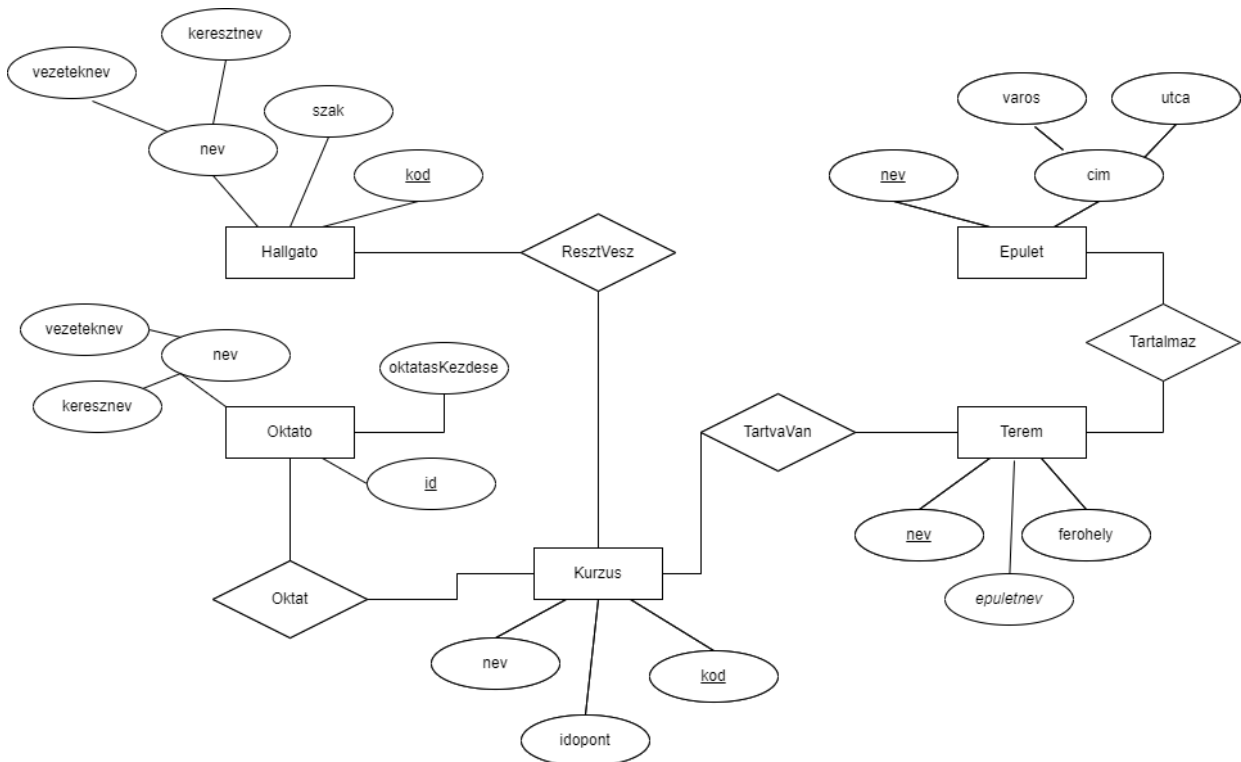 keresztnev
vezeteknev
szak
nev
kod
Hallgato
ResztVesz
varos
utca
nev
cim
Epulet
Tartalmaz
vezeteknev
nev
keresznev
oktatasKezdese
Oktato
id
TartvaVan
Terem
nev
ferohely
epuletnev
Oktat
Kurzus
nev
kod
idopont